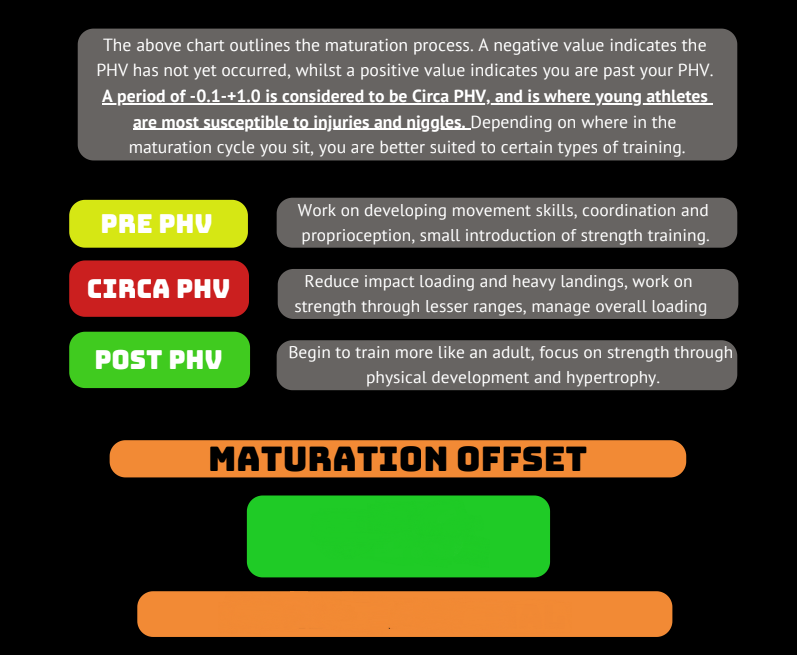 The above chart outlines the maturation process. A negative value indicates the
PHV has not yet occurred, whilst a positive value indicates you are past your PHV.
A period of -0.1-+1.0 is considered to be Circa PHV, and is where young athletes
are most susceptible to injuries and niggles. Depending on where in the
maturation cycle you sit, you are better suited to certain types of training.
PRE PHV
Work on developing movement skills, coordination and
proprioception, small introduction of strength training.
CIRCA PHV
Reduce impact loading and heavy landings, work on
strength through lesser ranges, manage overall loading
POST PHV
Begin to train more like an adult, focus on strength through
physical development and hypertrophy.
MATURATION OFFSET
.